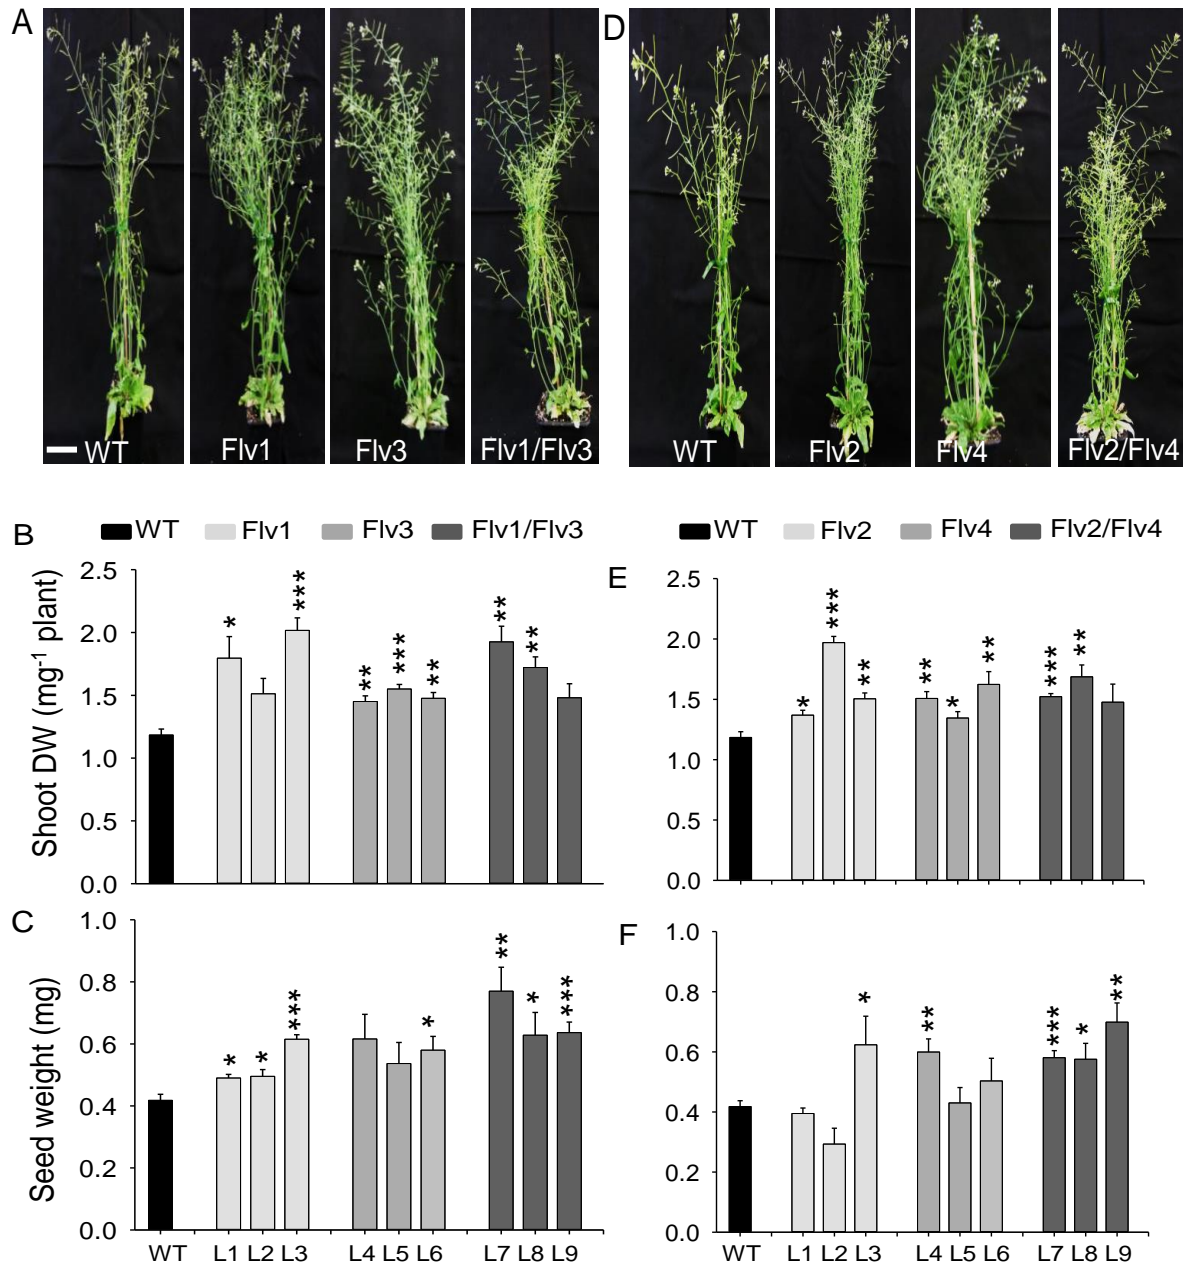 A
D
WT Flv1 Flv3 Flv1/Flv3
WT Flv2 Flv4 Flv2/Flv4
B
WT Flv1 Flv3 Flv1/Flv3
Shoot DW (mg-1 plant)
2.5
2.0
1.5
1.0
0.5
0.0
* *** ** *** ** ** **
WT Flv2 Flv4 Flv2/Flv4
E
2.5
2.0
1.5
1.0
0.5
0.0
* *** ** ** * ** *** **
C
Seed weight (mg)
1.0
0.8
0.6
0.4
0.2
0.0
* * *** * ** * ***
WT L1 L2 L3 L4 L5 L6 L7 L8 L9
F
1.0
0.8
0.6
0.4
0.2
0.0
* ** *** * **
WT L1 L2 L3 L4 L5 L6 L7 L8 L9